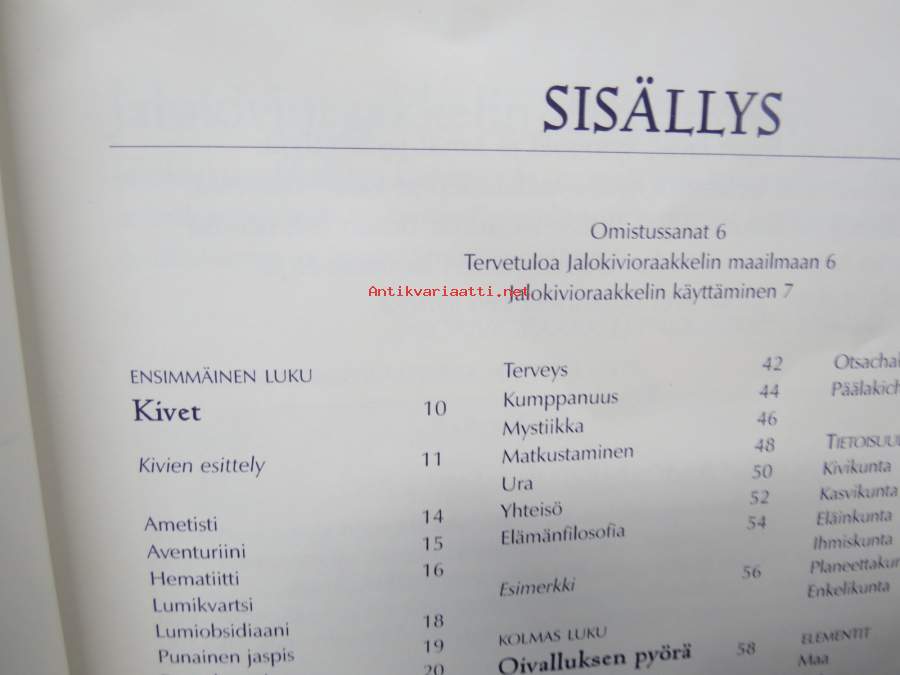 SISÄLLYS
Omistussanat 6
Tervetuloa Jalokivioraakkelin maailmaan 6
Antikvariaatti.net
Jalokivioraakkelin käyttäminen 7
ENSIMMÄINEN LUKU
Kivet 10
Kivien esittely 11
Ametisti 14
Aventuriini 15
Hematiitti 16
Lumikvartsi
Lumiobsidiaani 18
Punainen jaspis 19
20
Terveys 42
Kumppanuus 44
Mystiikka 46
Matkustaminen 48
Ura 50
Yhteisö 52
Elämänfilosofia 54
Esimerkki 56
KOLMAS LUKU
Oivalluksen pyörä 58
Kivikunta
Kasvikunta
Eläinkunta
Ihmiskunta
Enkelikunta
ELEMENTIT
Maa